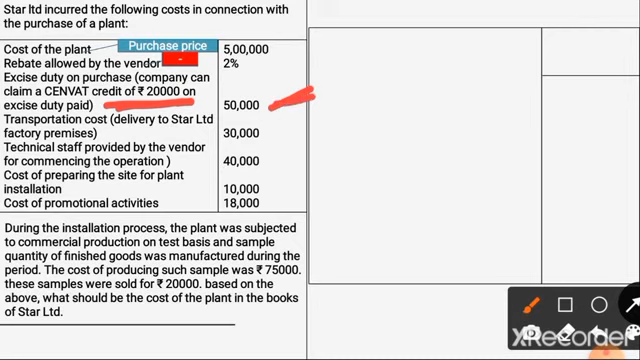 Star ltd incurred the following costs in connection with
the purchase of a plant:
Cost of the plant Purchase price 5,00,000
Rebate allowed by the vendor - 2%
Excise duty on purchase (company can
claim a CENVAT credit of ₹ 20000 on
excise duty paid) 50,000
Transportation cost (delivery to Star Ltd
factory premises) 30,000
Technical staff provided by the vendor
for commencing the operation ) 40,000
Cost of preparing the site for plant
installation 10,000
Cost of promotional activities 18,000
During the installation process, the plant was subjected
to commercial production on test basis and sample
quantity of finished goods was manufactured during the
period. The cost of producing such sample was ₹ 75000.
these samples were sold for ₹ 20000. based on the
above, what should be the cost of the plant in the books
of Star Ltd.
XRecorder